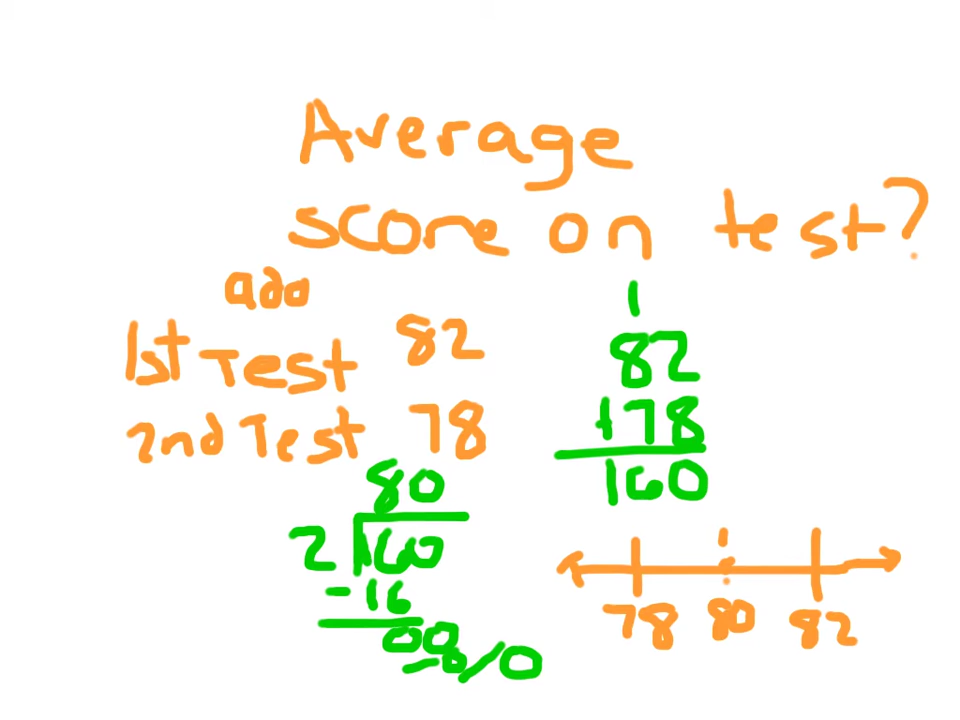 Average
score on test?
add
1st Test 82
2nd Test 78
1
82
+78
160
80
2 160
-16
00
-0/0
78 80 82